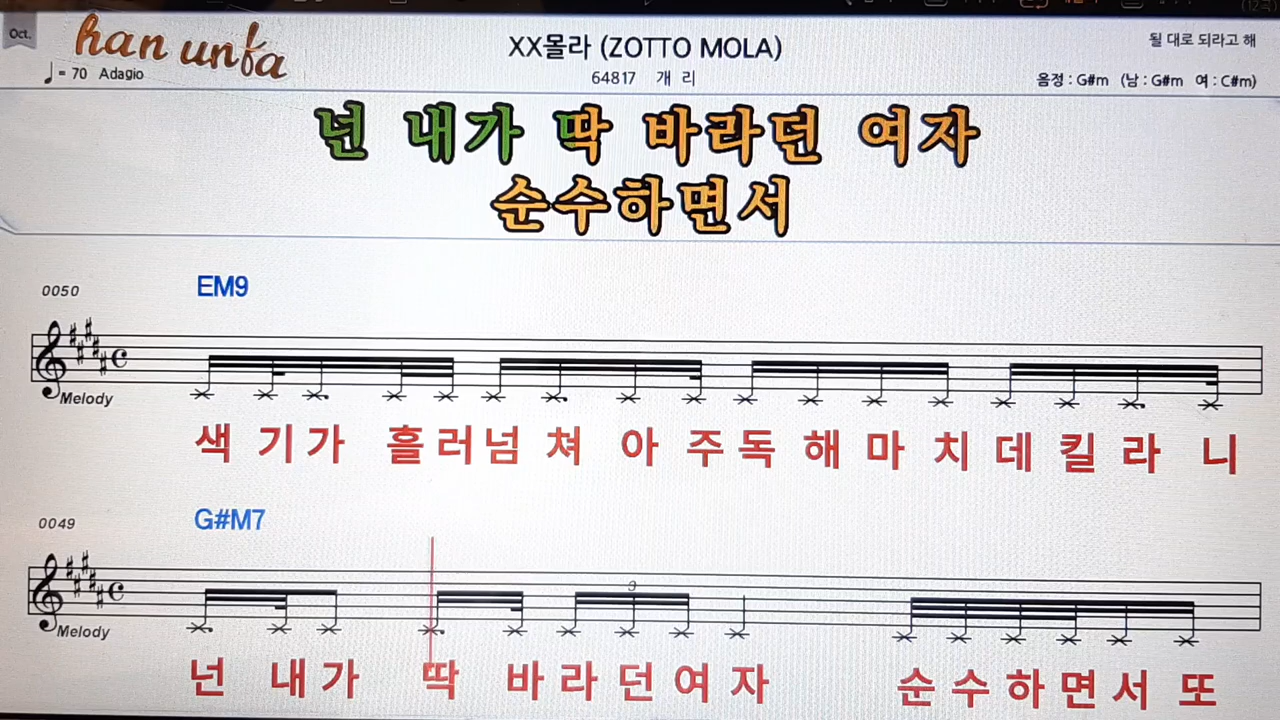 Oct.
han unfa
XX몰라 (ZOTTO MOLA)
될 대로 되라고 해
♩= 70 Adagio
64817 개 리
음정 : G#m (남 : G#m 여 : C#m)
넌 내가 딱 바라던 여자
순수하면서
0050
EM9
Melody
색 기가 흘러넘 쳐 아 주독 해 마 치 데 킬 라 니
0049
G#M7
3
Melody
넌 내가 딱 바라던여자 순수하면서 또